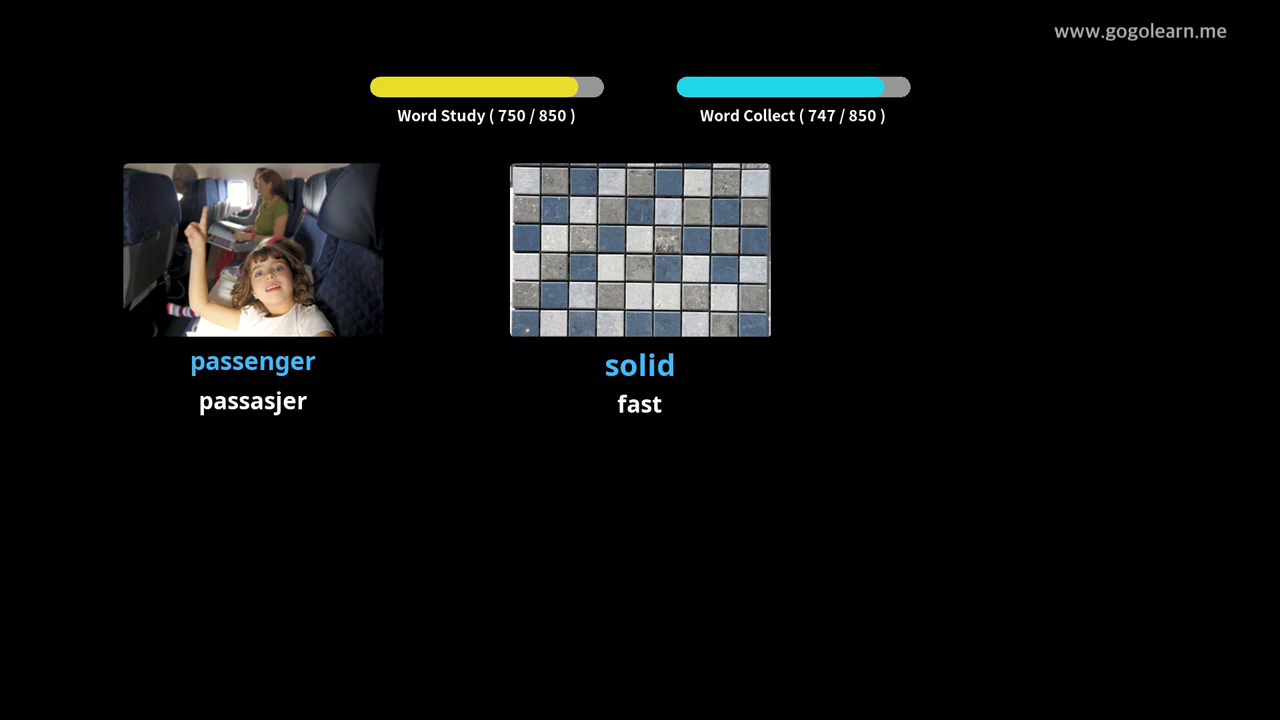 www.gogolearn.me
Word Study ( 750 / 850 )
Word Collect ( 747 / 850 )
passenger
passasjer
solid
fast